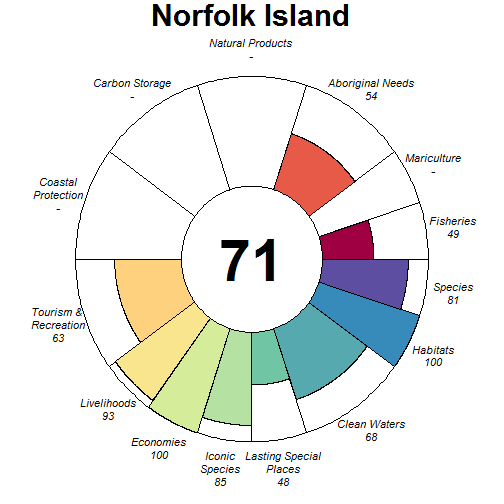 Norfolk Island
Natural Products
-
Carbon Storage
-
Aboriginal Needs
54
Mariculture
-
Coastal
Protection
-
Fisheries
49
71
Species
81
Tourism &
Recreation
63
Habitats
100
Livelihoods
93
Clean Waters
68
Economies
100
Iconic
Species
85
Lasting Special
Places
48